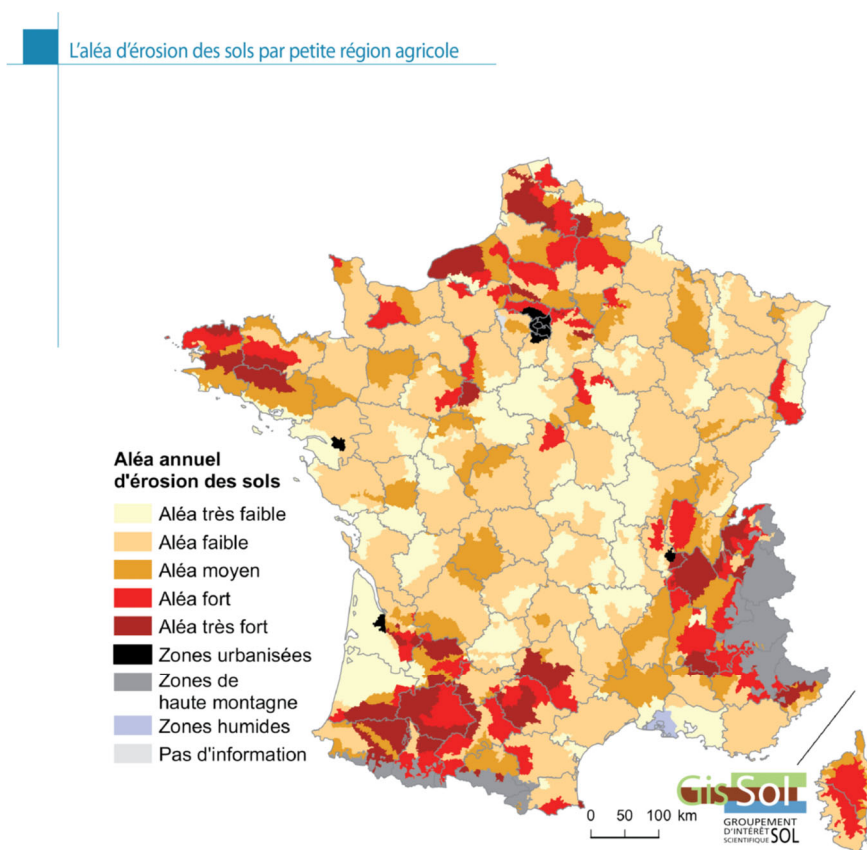 L'aléa d'érosion des sols par petite région agricole
Aléa annuel
d'érosion des sols
Aléa très faible
Aléa faible
Aléa moyen
Aléa fort
Aléa très fort
Zones urbanisées
Zones de
haute montagne
Zones humides
Pas d'information
0 50 100 km
GisSol
GROUPEMENT
D'INTÉRÊT
SCIENTIFIQUE SOL